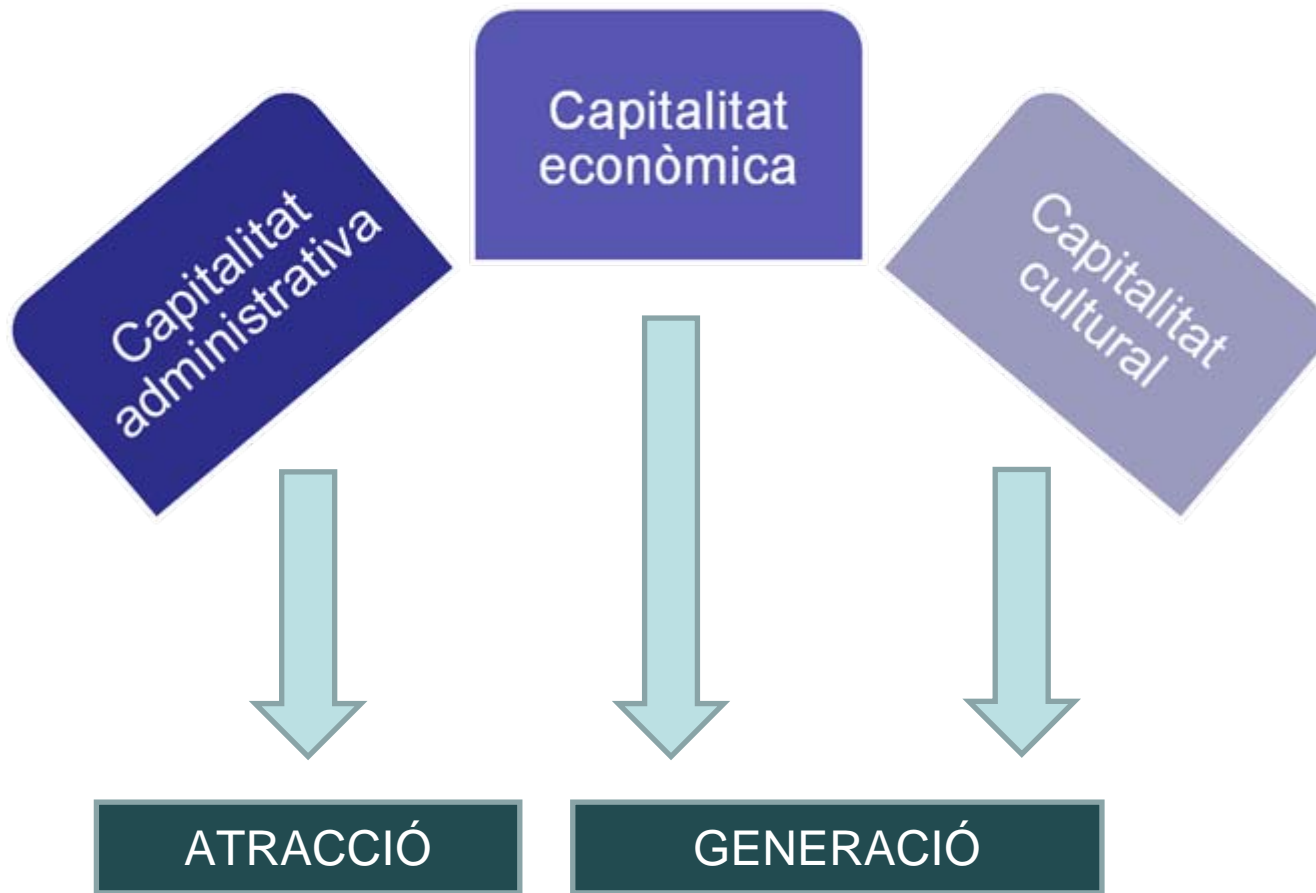 Capitalitat
administrativa
Capitalitat
econòmica
Capitalitat
cultural
ATRACCIÓ
GENERACIÓ